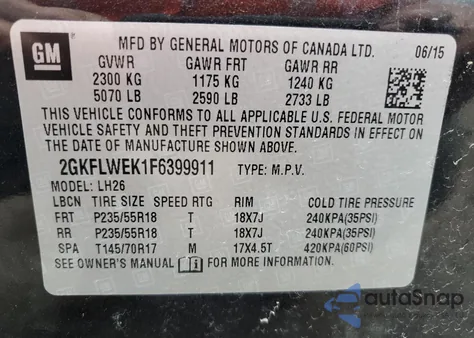 GM
MFD BY GENERAL MOTORS OF CANADA LTD. 06/15
GVWR GAWR FRT GAWR RR
2300 KG 1175 KG 1240 KG
5070 LB 2590 LB 2733 LB
THIS VEHICLE CONFORMS TO ALL APPLICABLE U.S. FEDERAL
VEHICLE SAFETY AND THEFT PREVENTION STANDARDS IN EFFECT ON
THE DATE OF MANUFACTURE SHOWN ABOVE.
2GKFLWEK1F6399911 TYPE: M.P.V.
MODEL: LH26
LBCN TIRE SIZE SPEED RTG RIM COLD TIRE PRESSURE
FRT P235/55R18 T 18X7J 240KPA(35PSI)
RR P235/55R18 T 18X7J 240KPA(35PSI)
SPA T145/70R17 M 17X4.5T 420KPA(60PSI)
SEE OWNER'S MANUAL i FOR MORE INFORMATION.
autoSnap